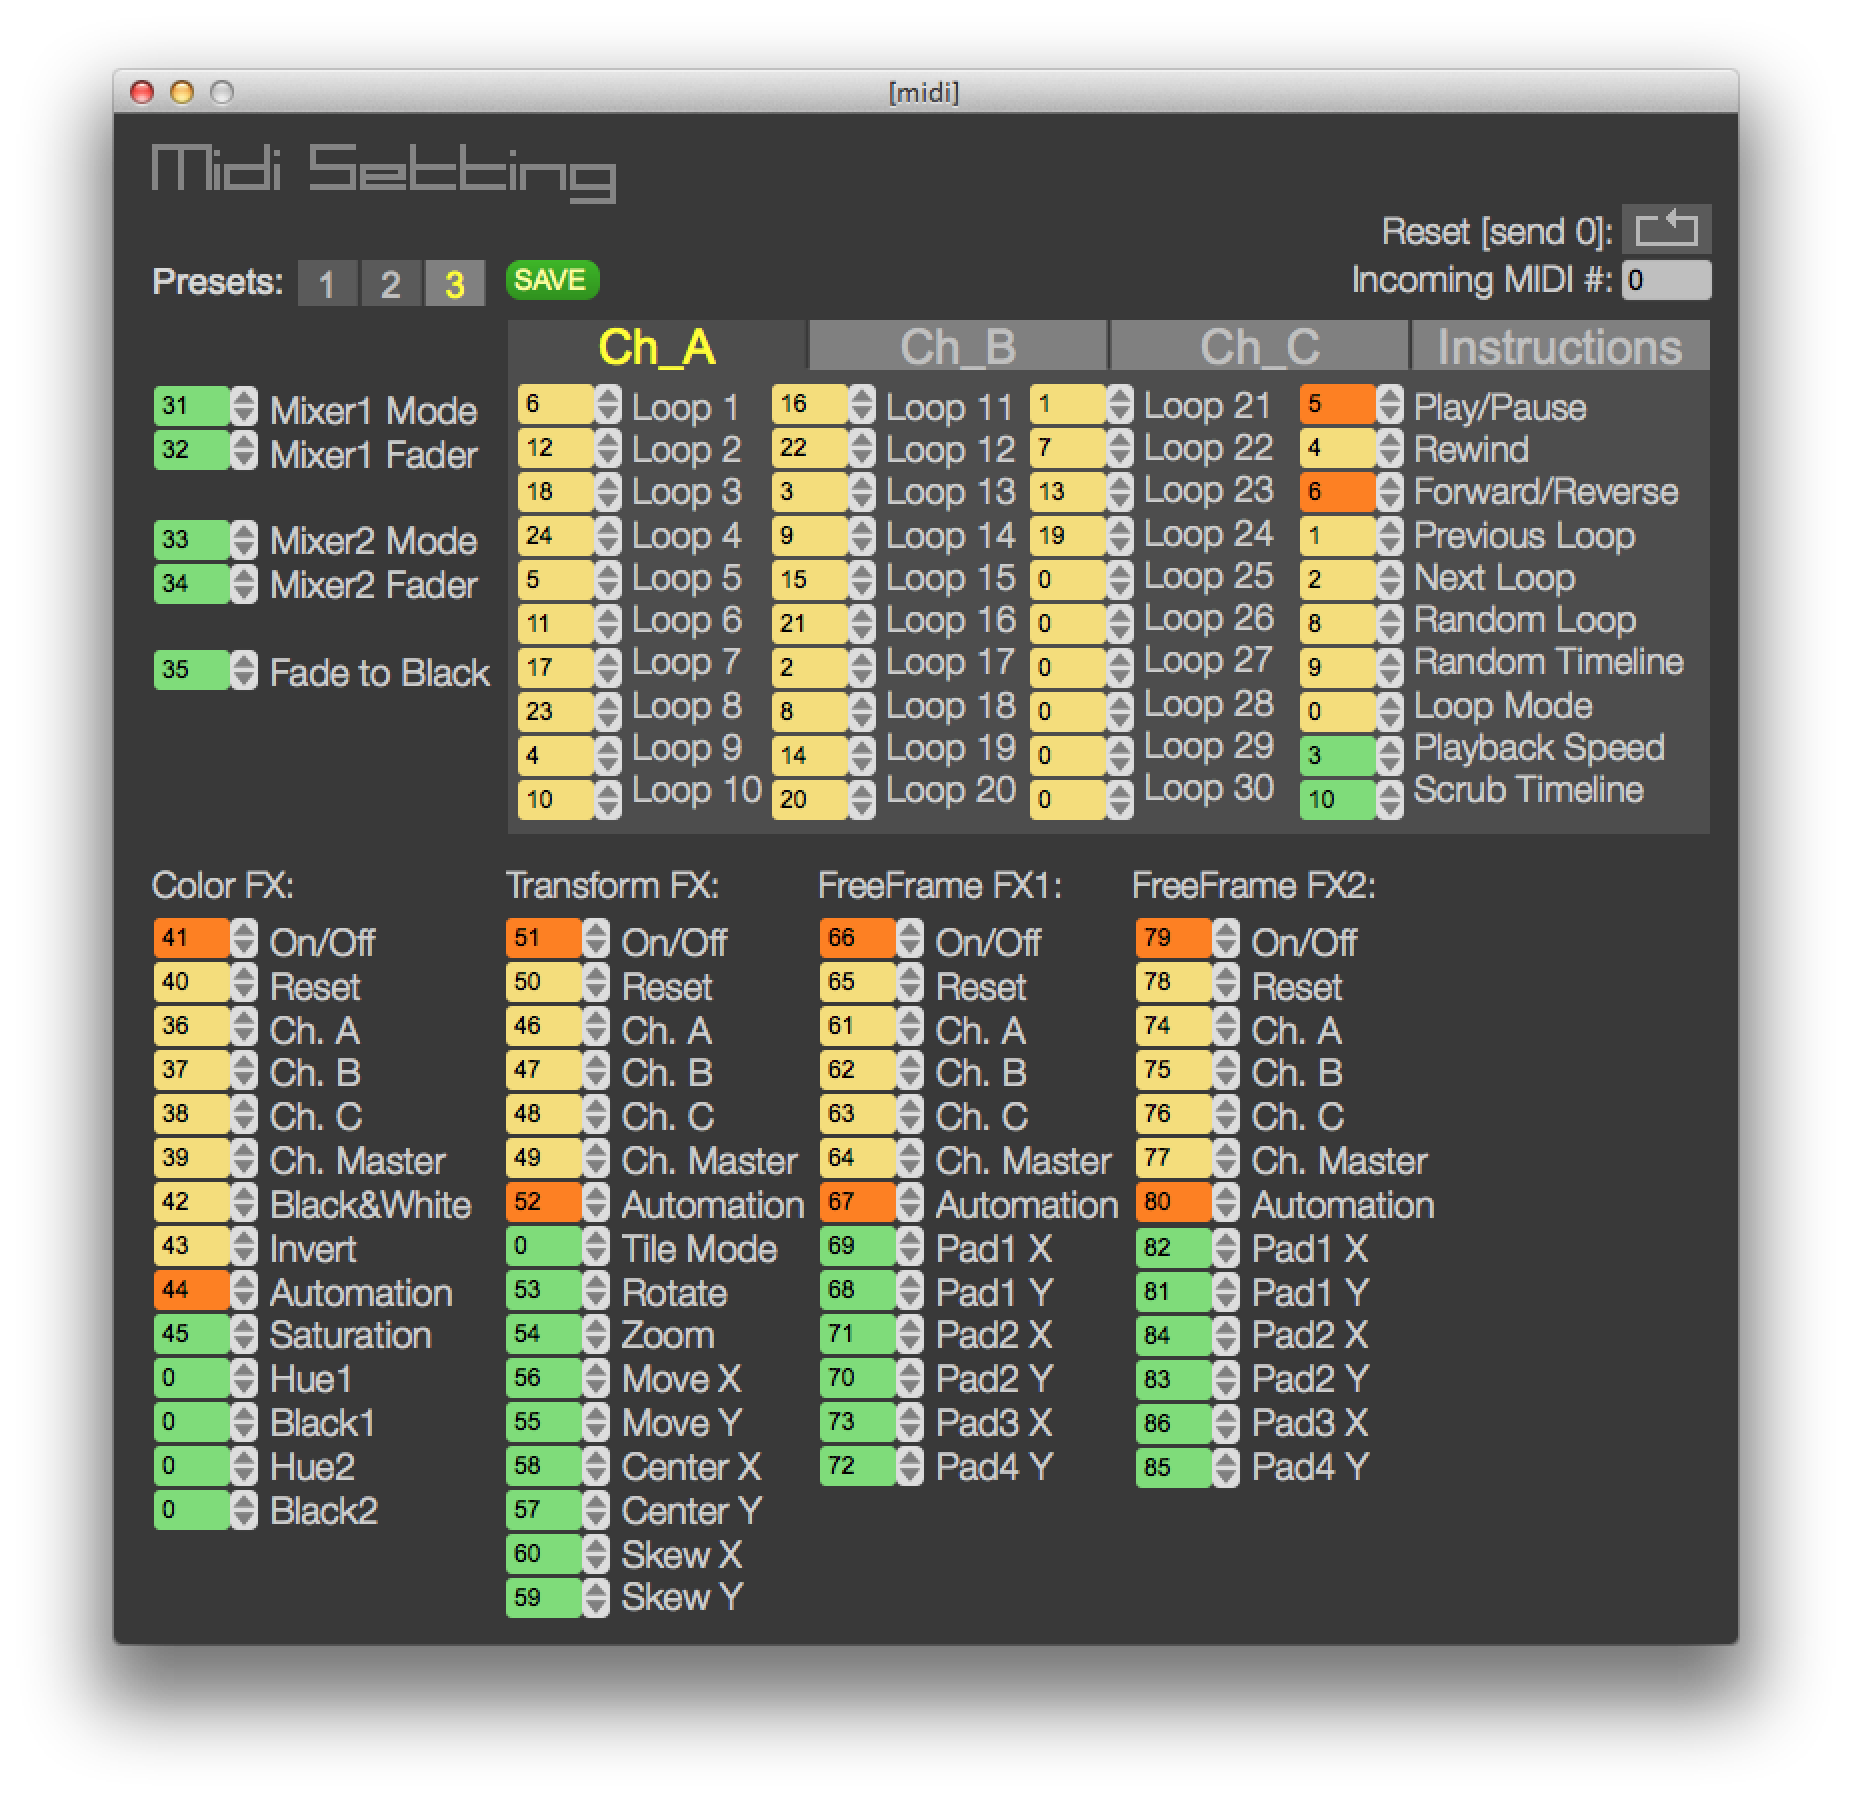 [midi]
Midi Setting
Reset [send 0]:
Presets: 1 2 3 SAVE
Incoming MIDI #: 0
Ch_A Ch_B Ch_C Instructions
31 Mixer1 Mode
32 Mixer1 Fader
33 Mixer2 Mode
34 Mixer2 Fader
35 Fade to Black
6 Loop 1 16 Loop 11 1 Loop 21 5 Play/Pause
12 Loop 2 22 Loop 12 7 Loop 22 4 Rewind
18 Loop 3 3 Loop 13 13 Loop 23 6 Forward/Reverse
24 Loop 4 9 Loop 14 19 Loop 24 1 Previous Loop
5 Loop 5 15 Loop 15 0 Loop 25 2 Next Loop
11 Loop 6 21 Loop 16 0 Loop 26 8 Random Loop
17 Loop 7 2 Loop 17 0 Loop 27 9 Random Timeline
23 Loop 8 8 Loop 18 0 Loop 28 0 Loop Mode
4 Loop 9 14 Loop 19 0 Loop 29 3 Playback Speed
10 Loop 10 20 Loop 20 0 Loop 30 10 Scrub Timeline
Color FX:
41 On/Off
40 Reset
36 Ch. A
37 Ch. B
38 Ch. C
39 Ch. Master
42 Black&White
43 Invert
44 Automation
45 Saturation
0 Hue1
0 Black1
0 Hue2
0 Black2
Transform FX:
51 On/Off
50 Reset
46 Ch. A
47 Ch. B
48 Ch. C
49 Ch. Master
52 Automation
0 Tile Mode
53 Rotate
54 Zoom
56 Move X
55 Move Y
58 Center X
57 Center Y
60 Skew X
59 Skew Y
FreeFrame FX1:
66 On/Off
65 Reset
61 Ch. A
62 Ch. B
63 Ch. C
64 Ch. Master
67 Automation
69 Pad1 X
68 Pad1 Y
71 Pad2 X
70 Pad2 Y
73 Pad3 X
72 Pad4 Y
FreeFrame FX2:
79 On/Off
78 Reset
74 Ch. A
75 Ch. B
76 Ch. C
77 Ch. Master
80 Automation
82 Pad1 X
81 Pad1 Y
84 Pad2 X
83 Pad2 Y
86 Pad3 X
85 Pad4 Y